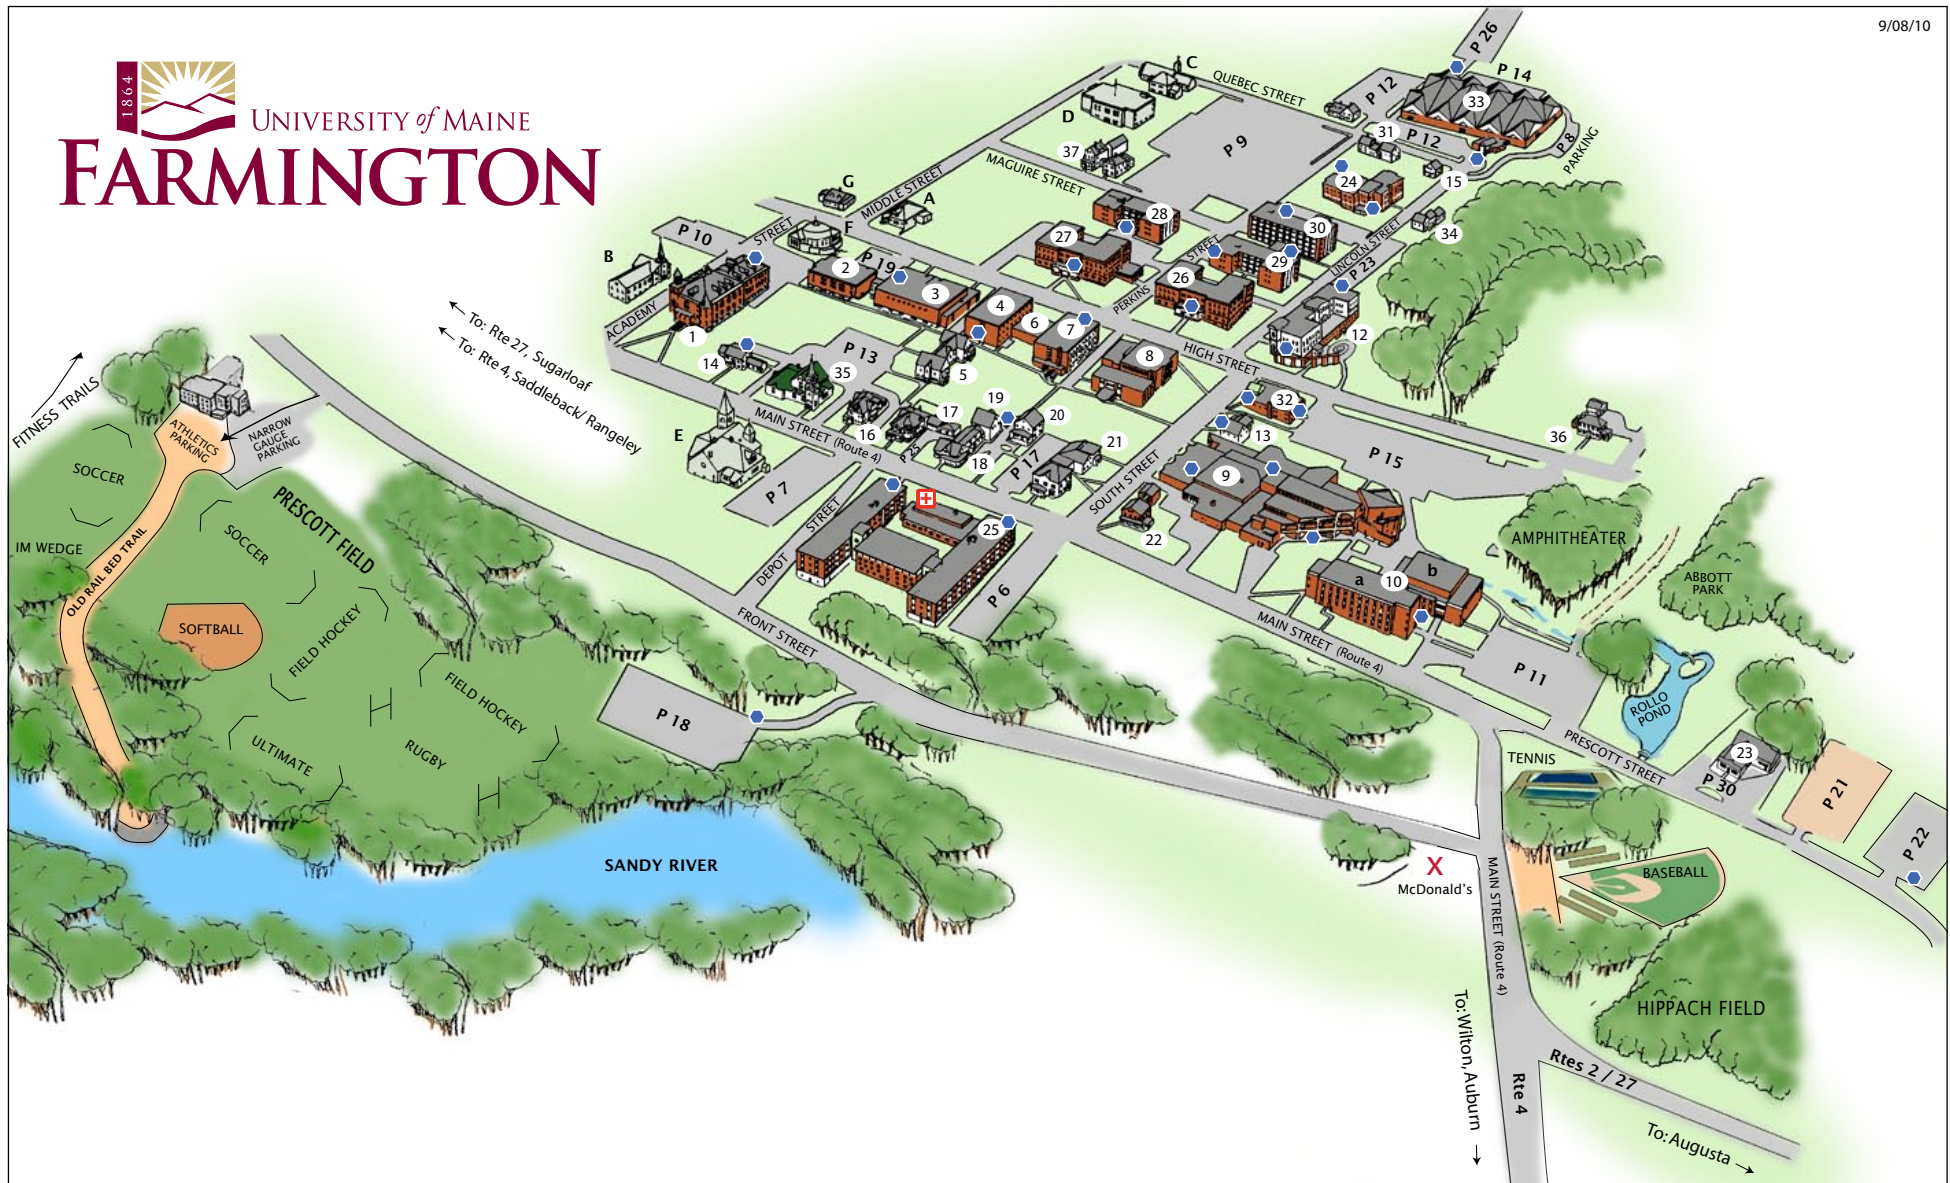 9/08/10
1864
UNIVERSITY of MAINE
FARMINGTON
P 26
P 14
C
QUEBEC STREET
P 12
33
D
31
P 12
P 8
PARKING
P 9
37
MAGUIRE STREET
24
15
G
MIDDLE STREET
A
28
34
P 10
STREET
F
27
STREET
30
LINCOLN STREET
B
2
P 19
29
P 23
26
3
PERKINS
ACADEMY
4
6
7
12
1
To: Rte 27, Sugarloaf
To: Rte 4, Saddleback/ Rangeley
14
P 13
35
5
8
HIGH STREET
FITNESS TRAILS
ATHLETICS
PARKING
NARROW
GAUGE
PARKING
MAIN STREET (Route 4)
E
16
17
19
20
32
13
36
P 25
18
P 17
21
P 15
SOCCER
P 7
SOUTH STREET
9
PRESCOTT FIELD
STREET
25
22
AMPHITHEATER
SOCCER
IM WEDGE
OLD RAIL BED TRAIL
DEPOT
P 6
a
10
b
ABBOTT
PARK
SOFTBALL
FIELD HOCKEY
FRONT STREET
MAIN STREET (Route 4)
P 11
FIELD HOCKEY
P 18
ROLLO
POND
ULTIMATE
RUGBY
PRESCOTT STREET
TENNIS
23
P 30
P 21
P 22
SANDY RIVER
X
McDonald's
BASEBALL
MAIN STREET (Route 4)
HIPPACH FIELD
To: Wilton, Auburn
Rte 4
Rtes 2 / 27
To: Augusta